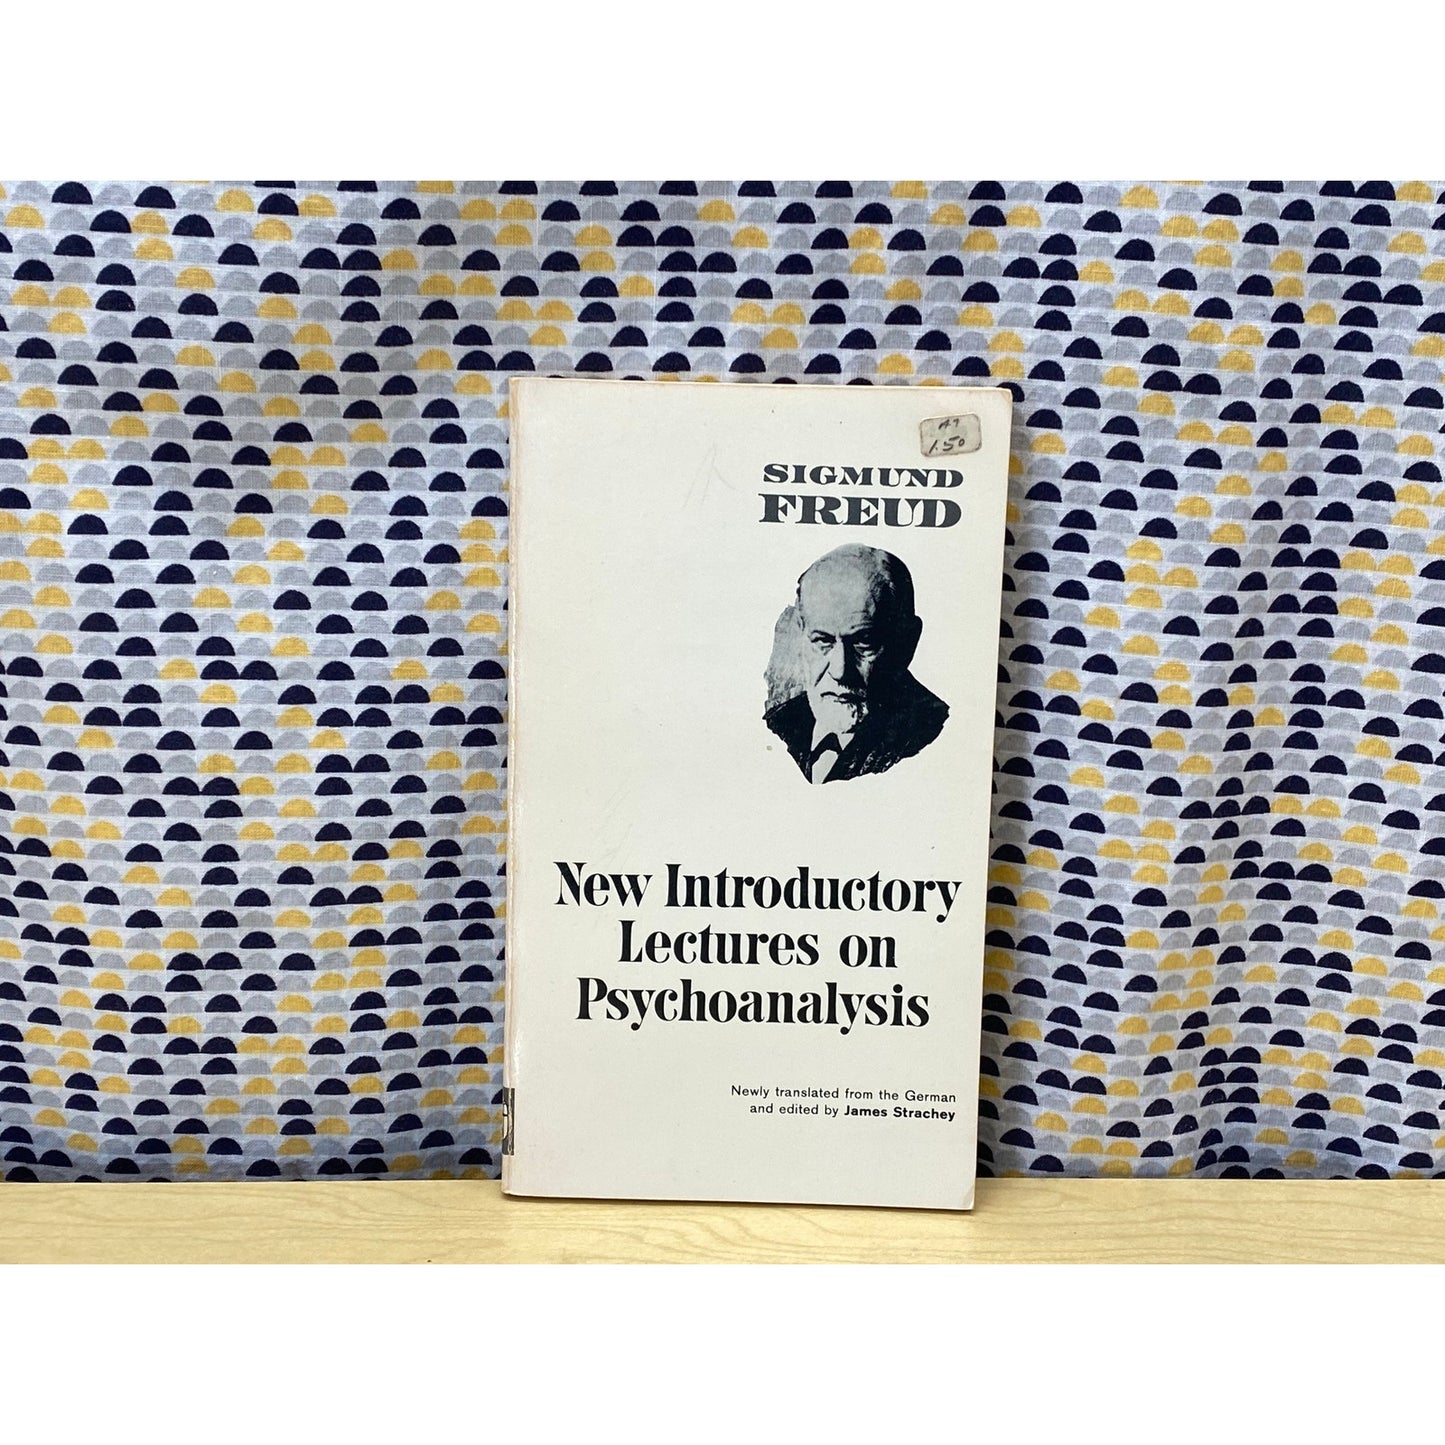 1.50
SIGMUND
FREUD
New Introductory
Lectures on
Psychoanalysis
Newly translated from the German
and edited by James Strachey